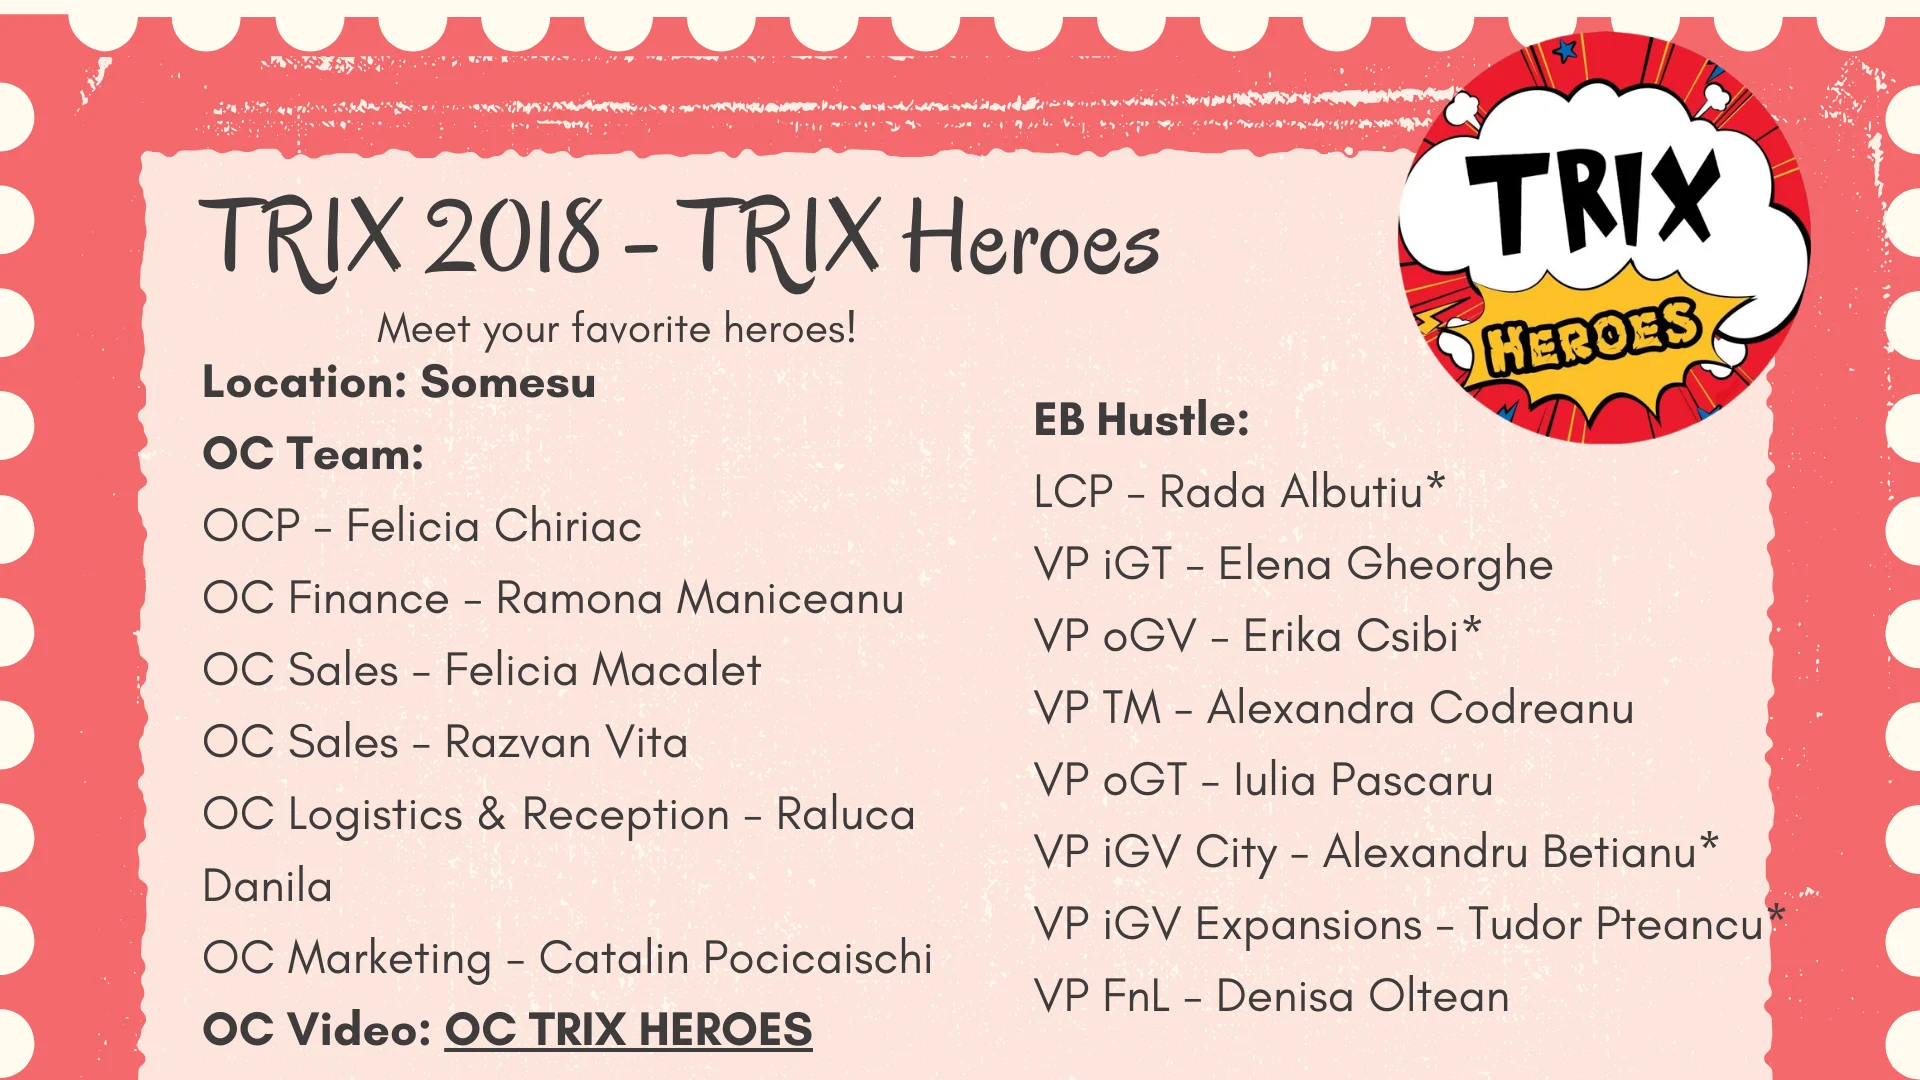 TRIX 2018 - TRIX Heroes
Meet your favorite heroes!
Location: Somesu
OC Team:
OCP - Felicia Chiriac
OC Finance - Ramona Maniceanu
OC Sales - Felicia Macalet
OC Sales - Razvan Vita
OC Logistics & Reception - Raluca
Danila
OC Marketing - Catalin Pocicaischi
OC Video: OC TRIX HEROES
TRIX
HEROES
EB Hustle:
LCP - Rada Albutiu*
VP iGT - Elena Gheorghe
VP oGV - Erika Csibi*
VP TM - Alexandra Codreanu
VP oGT - Iulia Pascaru
VP iGV City - Alexandru Betianu*
VP iGV Expansions - Tudor Pteancu*
VP FnL - Denisa Oltean